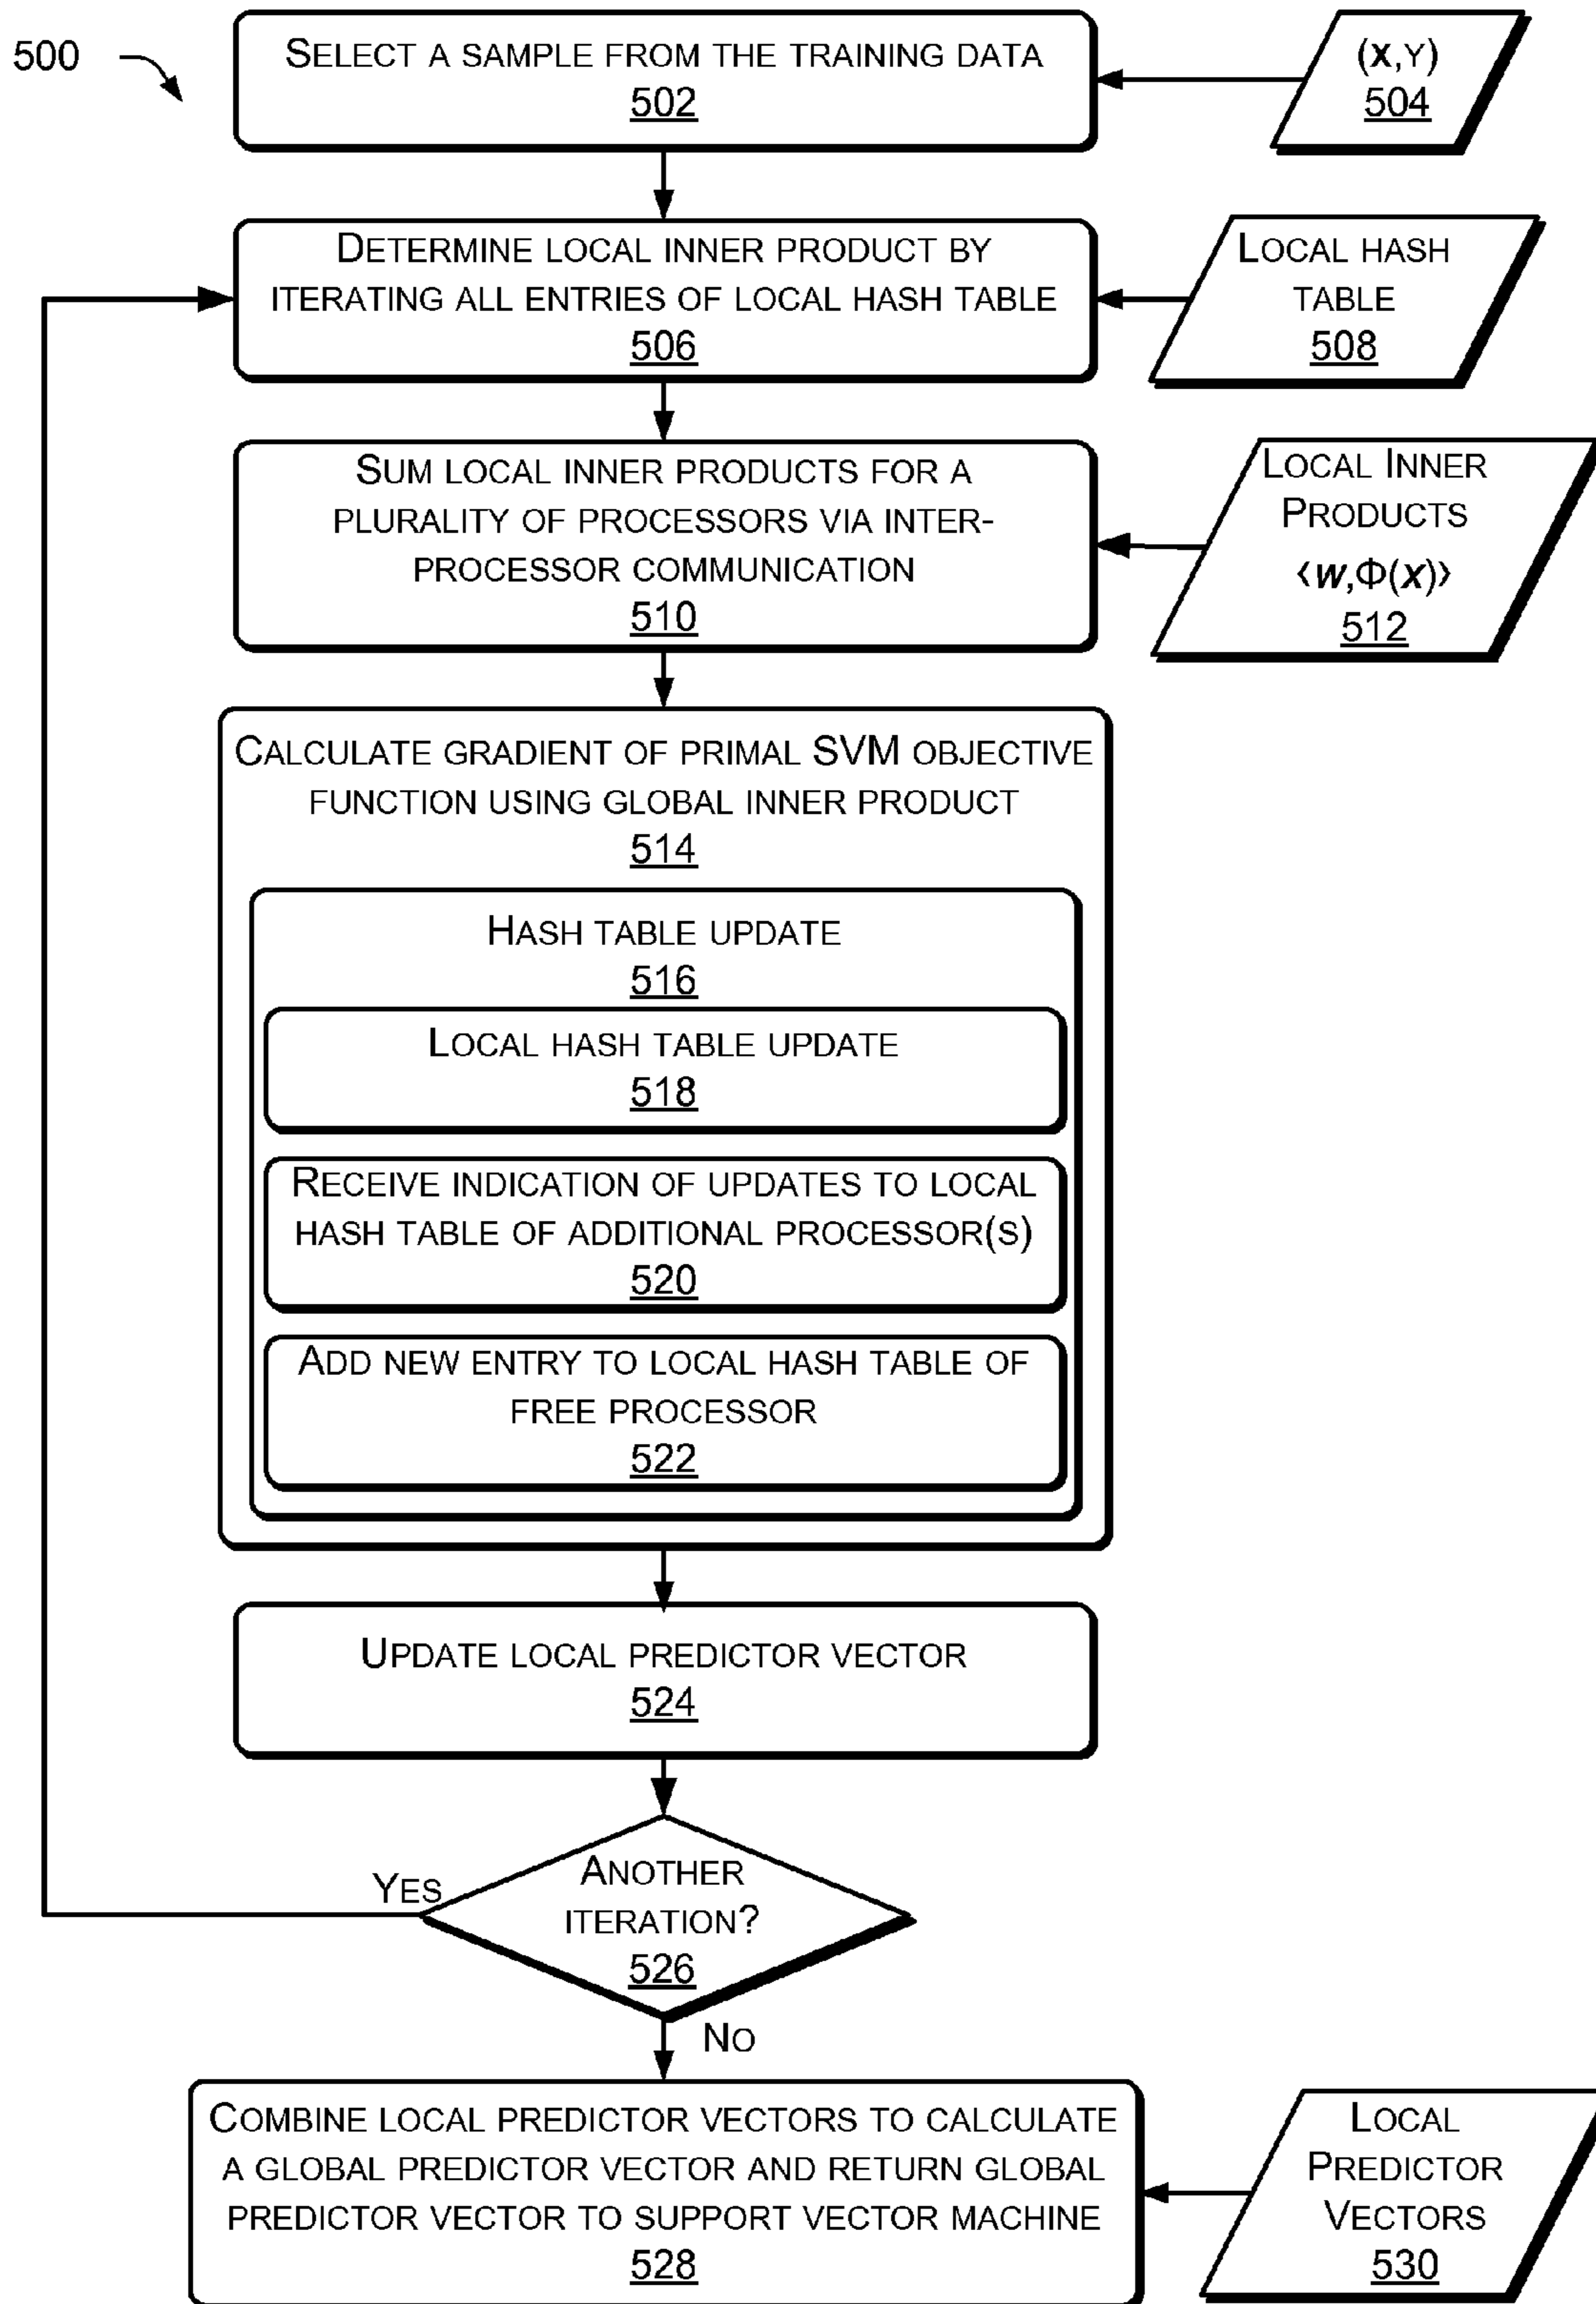 500
SELECT A SAMPLE FROM THE TRAINING DATA
502
(X,Y)
504
DETERMINE LOCAL INNER PRODUCT BY
ITERATING ALL ENTRIES OF LOCAL HASH TABLE
506
LOCAL HASH
TABLE
508
SUM LOCAL INNER PRODUCTS FOR A
PLURALITY OF PROCESSORS VIA INTER-
PROCESSOR COMMUNICATION
510
LOCAL INNER
PRODUCTS
⟨w,Φ(x)⟩
512
CALCULATE GRADIENT OF PRIMAL SVM OBJECTIVE
FUNCTION USING GLOBAL INNER PRODUCT
514
HASH TABLE UPDATE
516
LOCAL HASH TABLE UPDATE
518
RECEIVE INDICATION OF UPDATES TO LOCAL
HASH TABLE OF ADDITIONAL PROCESSOR(S)
520
ADD NEW ENTRY TO LOCAL HASH TABLE OF
FREE PROCESSOR
522
UPDATE LOCAL PREDICTOR VECTOR
524
YES
ANOTHER
ITERATION?
526
NO
COMBINE LOCAL PREDICTOR VECTORS TO CALCULATE
A GLOBAL PREDICTOR VECTOR AND RETURN GLOBAL
PREDICTOR VECTOR TO SUPPORT VECTOR MACHINE
528
LOCAL
PREDICTOR
VECTORS
530